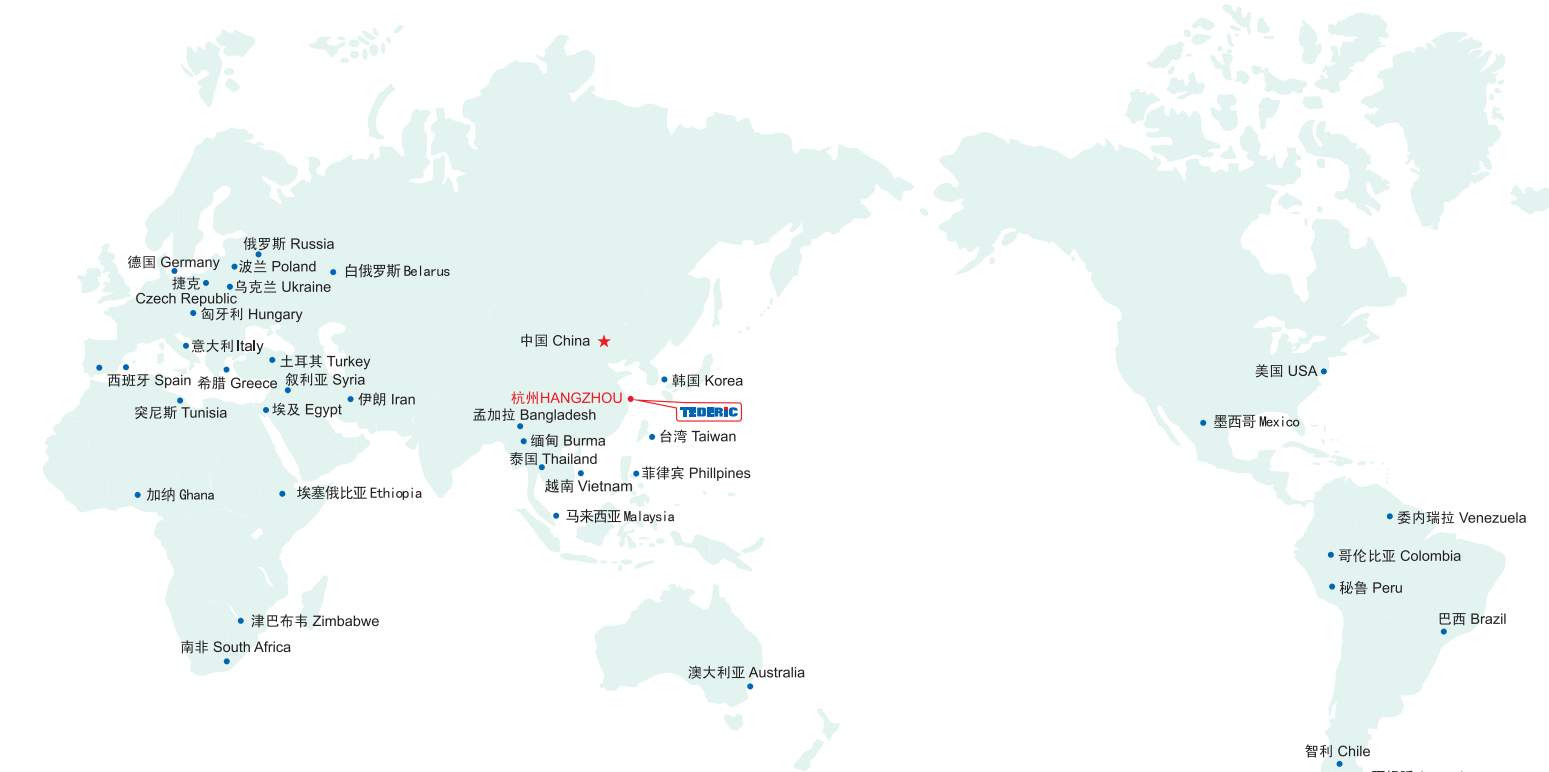 俄罗斯 Russia
德国 Germany
波兰 Poland
白俄罗斯 Belarus
捷克
Czech Republic
乌克兰 Ukraine
匈牙利 Hungary
中国 China
意大利 Italy
土耳其 Turkey
西班牙 Spain
希腊 Greece
叙利亚 Syria
韩国 Korea
美国 USA
伊朗 Iran
杭州HANGZHOU
TEDERIC
突尼斯 Tunisia
埃及 Egypt
孟加拉 Bangladesh
墨西哥 Mexico
缅甸 Burma
台湾 Taiwan
泰国 Thailand
菲律宾 Phillpines
越南 Vietnam
加纳 Ghana
埃塞俄比亚 Ethiopia
马来西亚 Malaysia
委内瑞拉 Venezuela
哥伦比亚 Colombia
秘鲁 Peru
津巴布韦 Zimbabwe
巴西 Brazil
南非 South Africa
澳大利亚 Australia
智利 Chile